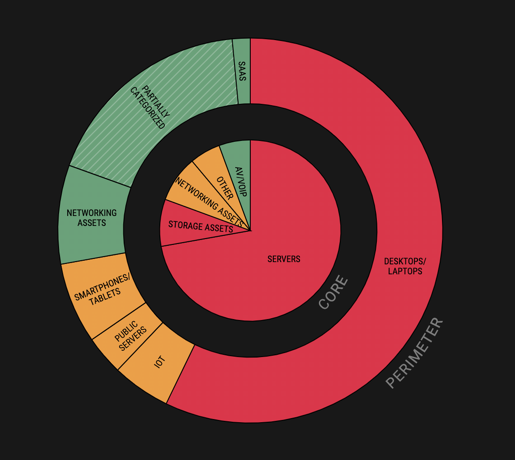 SAAS
PARTIALLY
CATEGORIZED
NETWORKING
ASSETS
SMARTPHONES/
TABLETS
PUBLIC
SERVERS
IOT
DESKTOPS/
LAPTOPS
PERIMETER
AV/VOIP
OTHER
NETWORKING ASSETS
STORAGE ASSETS
SERVERS
CORE